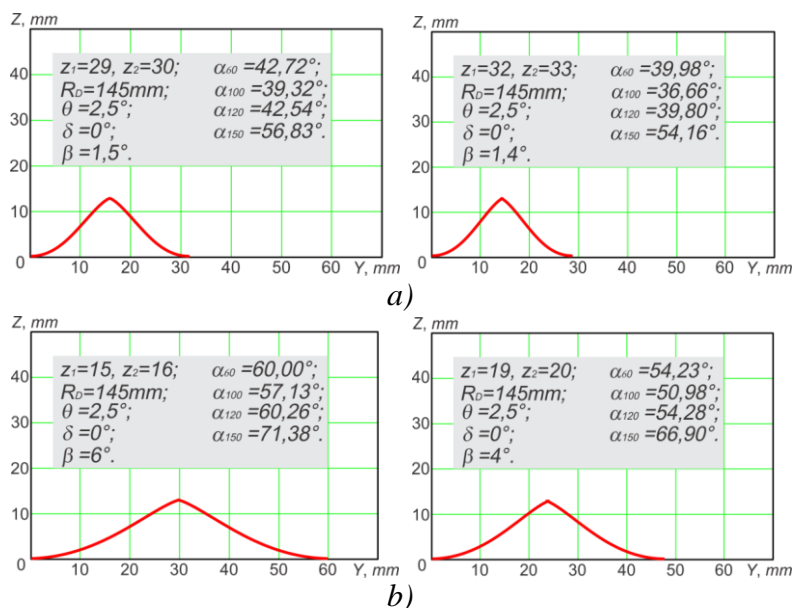 Z, mm
40
30
20
10
0
z₁=29, z₂=30; α₆₀ =42,72°;
R_D=145mm; α₁₀₀ =39,32°;
θ =2,5°; α₁₂₀ =42,54°;
δ =0°; α₁₅₀ =56,83°.
β =1,5°.
10 20 30 40 50 60 Y, mm
Z, mm
40
30
20
10
0
z₁=32, z₂=33; α₆₀ =39,98°;
R_D=145mm; α₁₀₀ =36,66°;
θ =2,5°; α₁₂₀ =39,80°;
δ =0°; α₁₅₀ =54,16°.
β =1,4°.
10 20 30 40 50 60 Y, mm
a)
Z, mm
40
30
20
10
0
z₁=15, z₂=16; α₆₀ =60,00°;
R_D=145mm; α₁₀₀ =57,13°;
θ =2,5°; α₁₂₀ =60,26°;
δ =0°; α₁₅₀ =71,38°.
β =6°.
10 20 30 40 50 60 Y, mm
Z, mm
40
30
20
10
0
z₁=19, z₂=20; α₆₀ =54,23°;
R_D=145mm; α₁₀₀ =50,98°;
θ =2,5°; α₁₂₀ =54,28°;
δ =0°; α₁₅₀ =66,90°.
β =4°.
10 20 30 40 50 60 Y, mm
b)